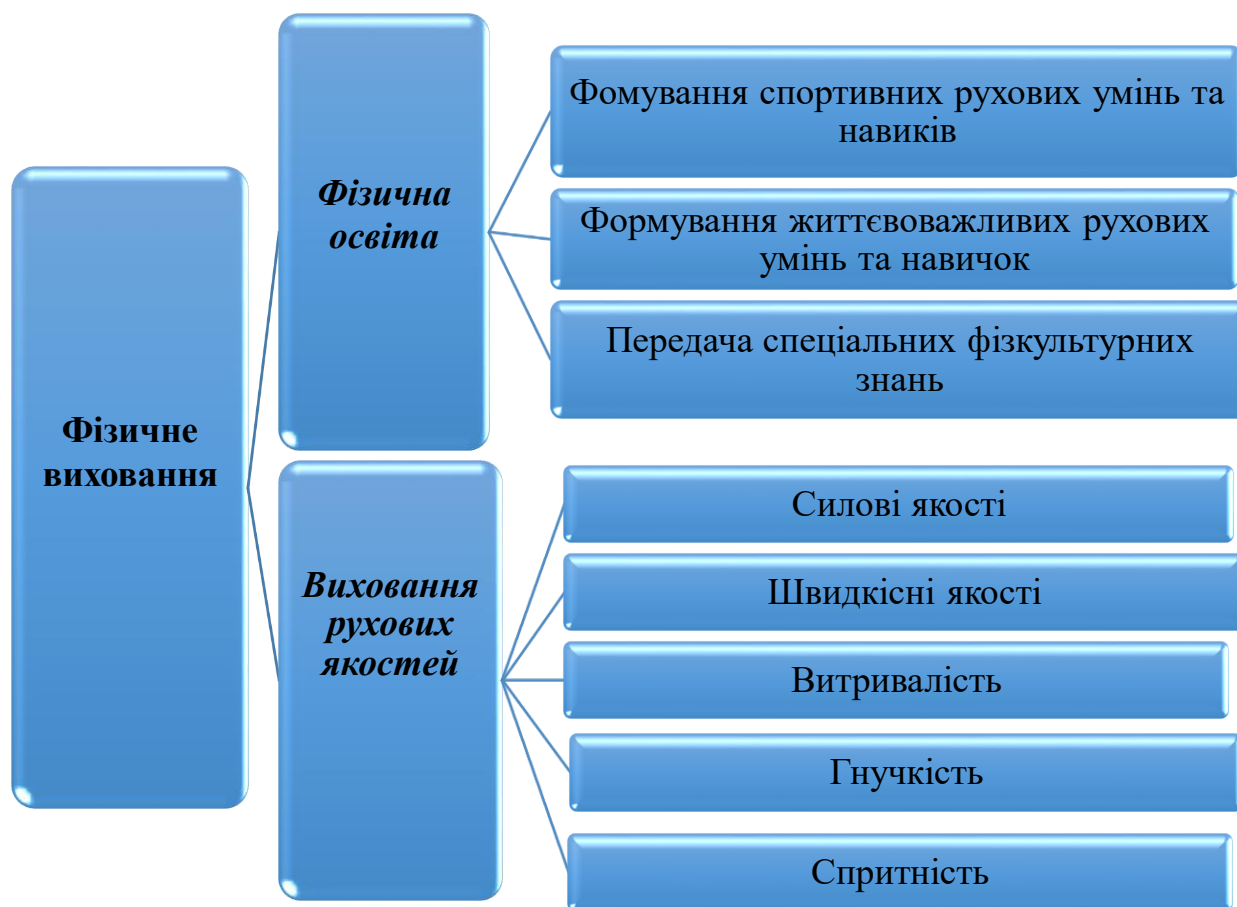 Фізичне
виховання
Фізична
освіта
Фомування спортивних рухових умінь та
навиків
Формування життєвоважливих рухових
умінь та навичок
Передача спеціальних фізкультурних
знань
Виховання
рухових
якостей
Силові якості
Швидкісні якості
Витривалість
Гнучкість
Спритність